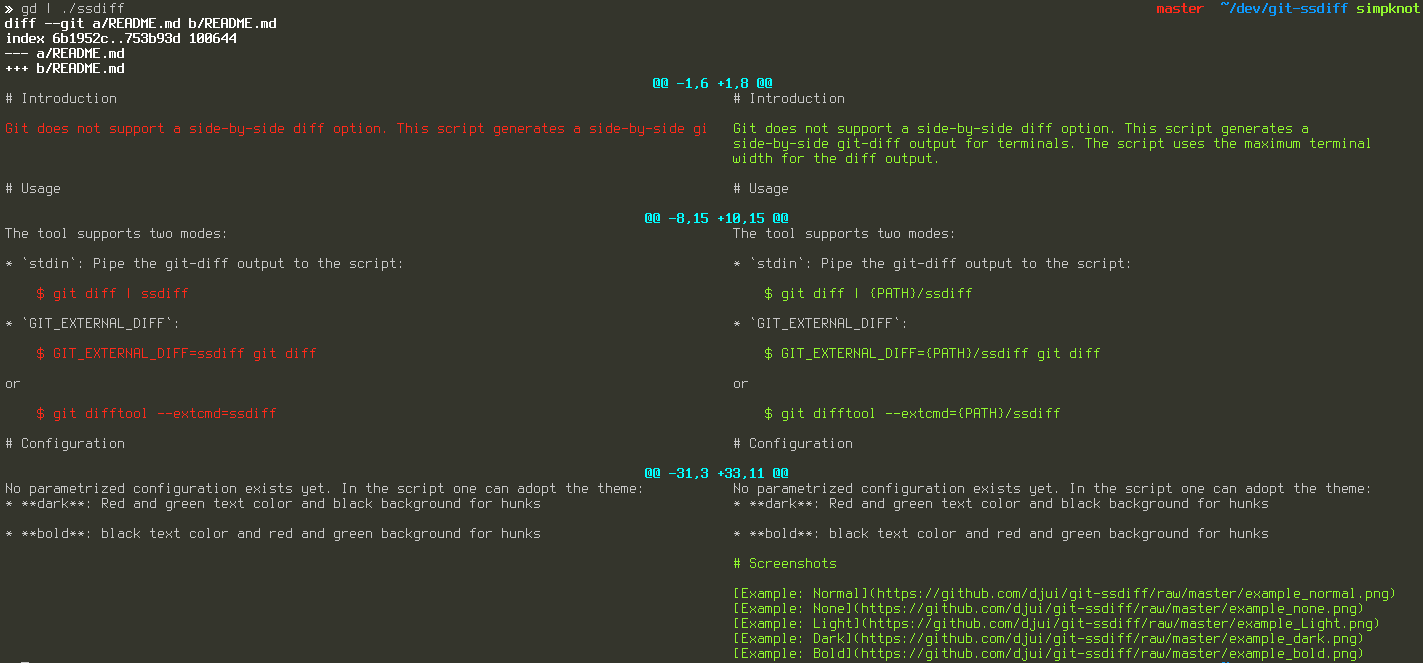 » gd | ./ssdiff master ~/dev/git-ssdiff simpknot
diff --git a/README.md b/README.md
index 6b1952c..753b93d 100644
--- a/README.md
+++ b/README.md
@@ -1,6 +1,8 @@
# Introduction # Introduction
Git does not support a side-by-side diff option. This script generates a side-by-side gi Git does not support a side-by-side diff option. This script generates a
side-by-side git-diff output for terminals. The script uses the maximum terminal
width for the diff output.
# Usage # Usage
@@ -8,15 +10,15 @@
The tool supports two modes: The tool supports two modes:
* `stdin`: Pipe the git-diff output to the script: * `stdin`: Pipe the git-diff output to the script:
$ git diff | ssdiff $ git diff | {PATH}/ssdiff
* `GIT_EXTERNAL_DIFF`: * `GIT_EXTERNAL_DIFF`:
$ GIT_EXTERNAL_DIFF=ssdiff git diff $ GIT_EXTERNAL_DIFF={PATH}/ssdiff git diff
or or
$ git difftool --extcmd=ssdiff $ git difftool --extcmd={PATH}/ssdiff
# Configuration # Configuration
@@ -31,3 +33,11 @@
No parametrized configuration exists yet. In the script one can adopt the theme: No parametrized configuration exists yet. In the script one can adopt the theme:
* **dark**: Red and green text color and black background for hunks * **dark**: Red and green text color and black background for hunks
* **bold**: black text color and red and green background for hunks * **bold**: black text color and red and green background for hunks
# Screenshots
[Example: Normal](https://github.com/djui/git-ssdiff/raw/master/example_normal.png)
[Example: None](https://github.com/djui/git-ssdiff/raw/master/example_none.png)
[Example: Light](https://github.com/djui/git-ssdiff/raw/master/example_Light.png)
[Example: Dark](https://github.com/djui/git-ssdiff/raw/master/example_dark.png)
[Example: Bold](https://github.com/djui/git-ssdiff/raw/master/example_bold.png)